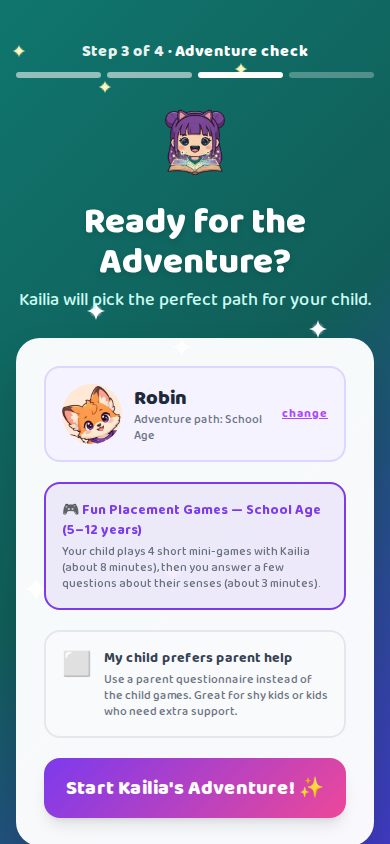 Step 3 of 4 · Adventure check
Ready for the
Adventure?
Kailia will pick the perfect path for your child.
Robin
Adventure path: School
Age
change
🎮 Fun Placement Games — School Age
(5–12 years)
Your child plays 4 short mini-games with Kailia
(about 8 minutes), then you answer a few
questions about their senses (about 3 minutes).
My child prefers parent help
Use a parent questionnaire instead of
the child games. Great for shy kids or kids
who need extra support.
Start Kailia's Adventure! ✨